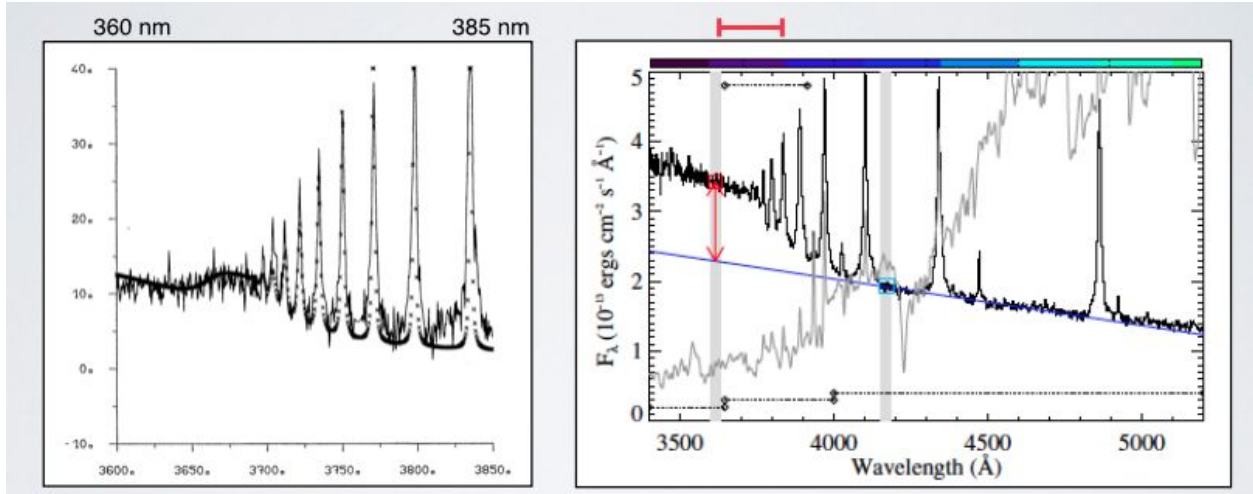 360 nm 385 nm
40.
30.
20.
10.
0.
-10.
3600. 3650. 3700. 3750. 3800. 3850.
5
4
3
2
1
0
F_λ (10⁻¹³ ergs cm⁻² s⁻¹ Å⁻¹)
3500 4000 4500 5000
Wavelength (Å)